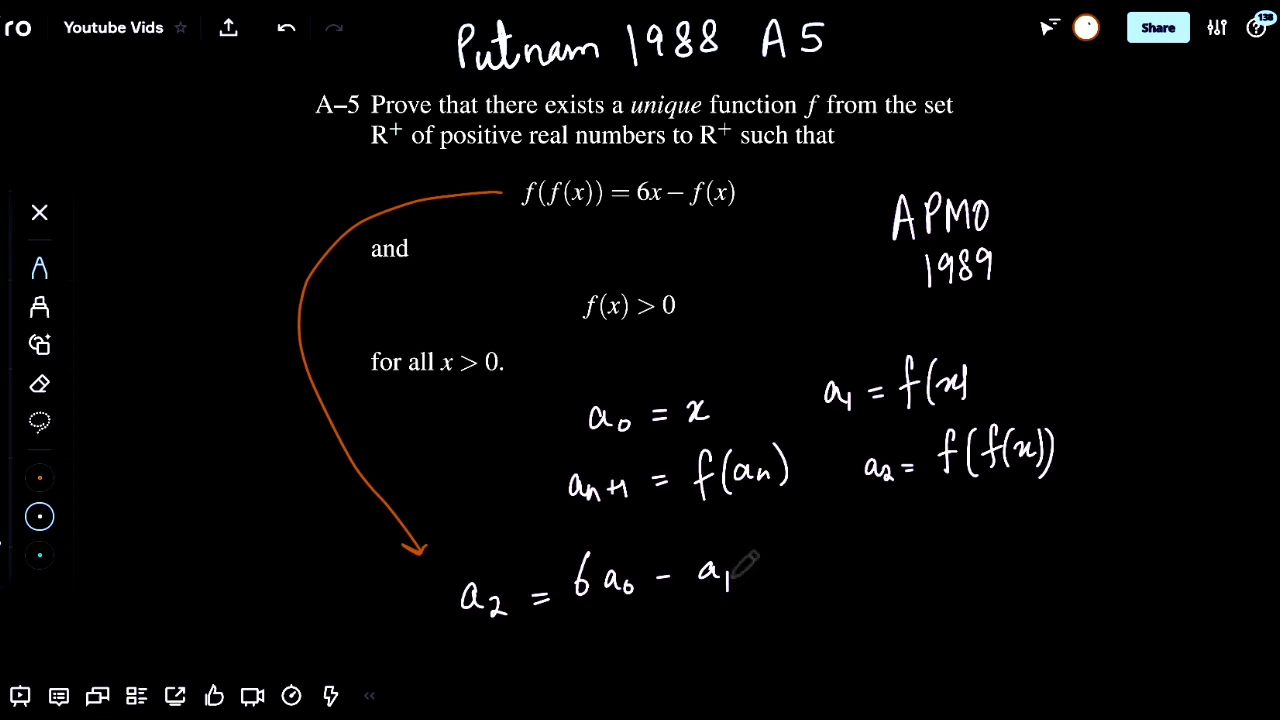 ro Youtube Vids Share 138
Putnam 1988 A5
A–5 Prove that there exists a unique function f from the set
R⁺ of positive real numbers to R⁺ such that
f(f(x)) = 6x − f(x)
and
APMO
1989
f(x) > 0
for all x > 0.
a₀ = x
a₁ = f(x)
aₙ₊₁ = f(aₙ)
a₂ = f(f(x))
a₂ = 6a₀ − a₁